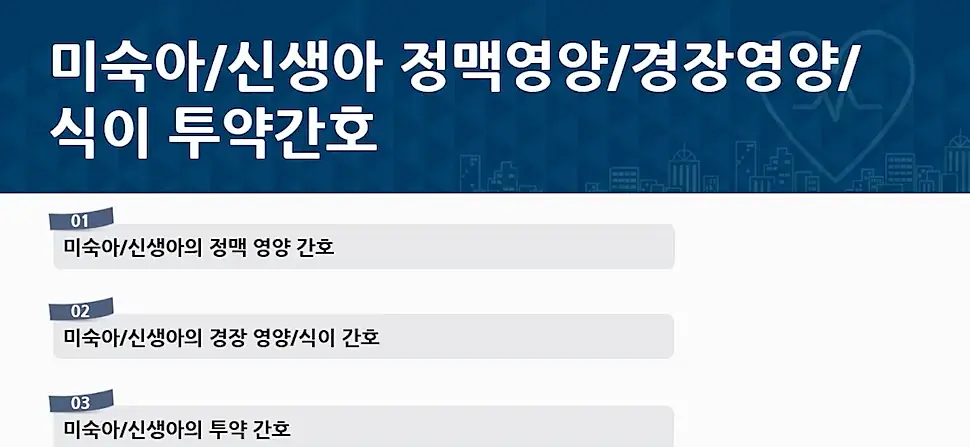 미숙아/신생아 정맥영양/경장영양/
식이 투약간호
01
미숙아/신생아의 정맥 영양 간호
02
미숙아/신생아의 경장 영양/식이 간호
03
미숙아/신생아의 투약 간호